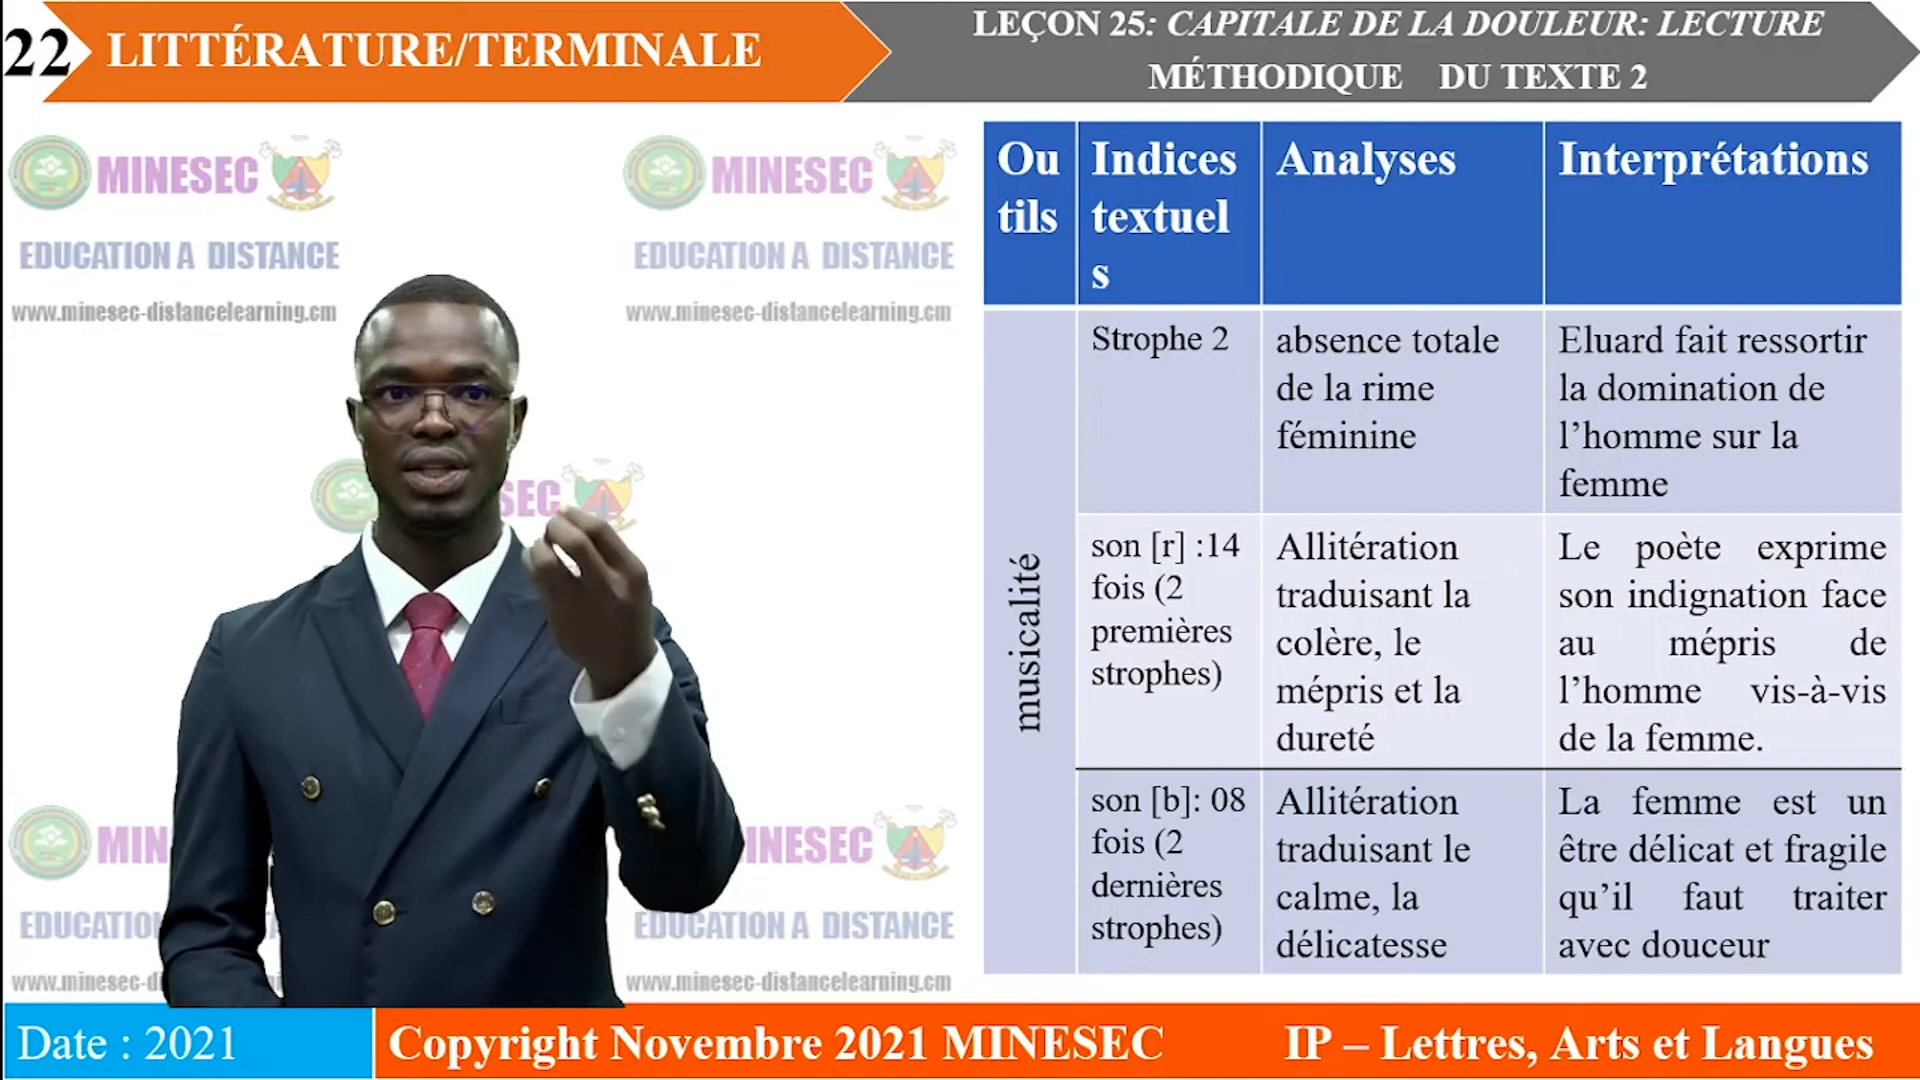 22
LITTÉRATURE/TERMINALE
LEÇON 25: CAPITALE DE LA DOULEUR: LECTURE
MÉTHODIQUE DU TEXTE 2
MINESEC
EDUCATION A DISTANCE
www.minesec-distancelearning.cm
MINESEC
EDUCATION A DISTANCE
www.minesec-distancelearning.cm
SEC
MIN
EDUCATION
www.minesec-di
INESEC
EDUCATION A DISTANCE
www.minesec-distancelearning.cm
Ou
tils
Indices
textuel
s
Analyses
Interprétations
musicalité
Strophe 2
absence totale
de la rime
féminine
Eluard fait ressortir
la domination de
l’homme sur la
femme
son [r] :14
fois (2
premières
strophes)
Allitération
traduisant la
colère, le
mépris et la
dureté
Le poète exprime
son indignation face
au mépris de
l’homme vis-à-vis
de la femme.
son [b]: 08
fois (2
dernières
strophes)
Allitération
traduisant le
calme, la
délicatesse
La femme est un
être délicat et fragile
qu’il faut traiter
avec douceur
Date : 2021
Copyright Novembre 2021 MINESEC
IP – Lettres, Arts et Langues